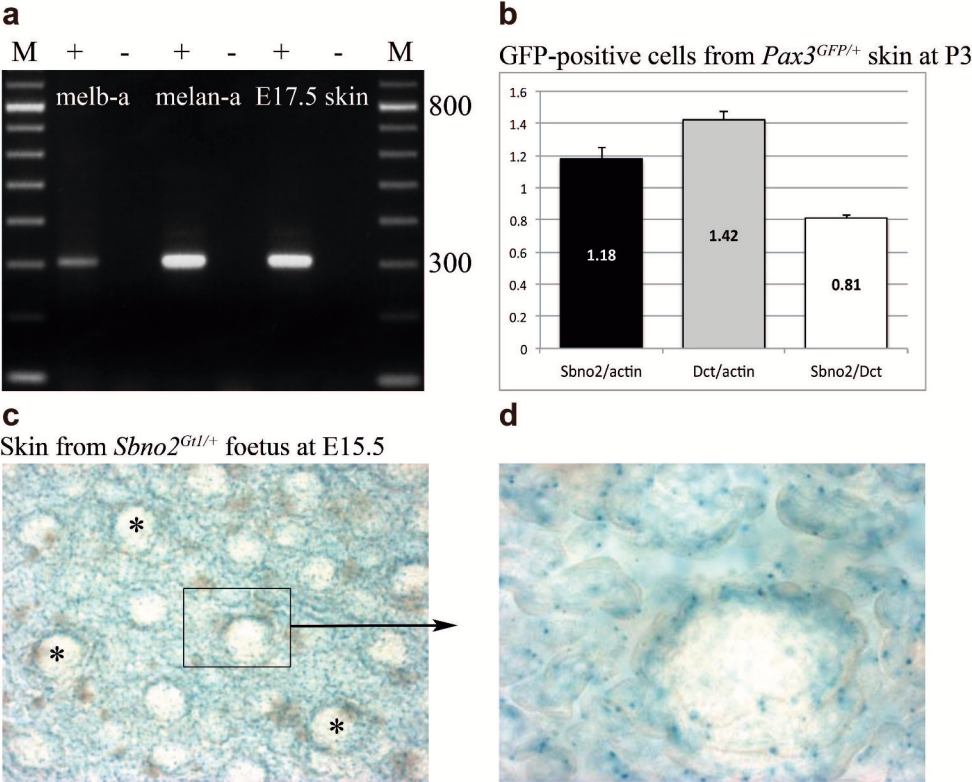 a
M + - + - + - M
melb-a melan-a E17.5 skin
800
300
b
GFP-positive cells from Pax3GFP/+ skin at P3
1.6
1.4
1.2
1
0.8
0.6
0.4
0.2
0
1.18
1.42
0.81
Sbno2/actin Dct/actin Sbno2/Dct
c
Skin from Sbno2Gt1/+ foetus at E15.5
*
*
*
d